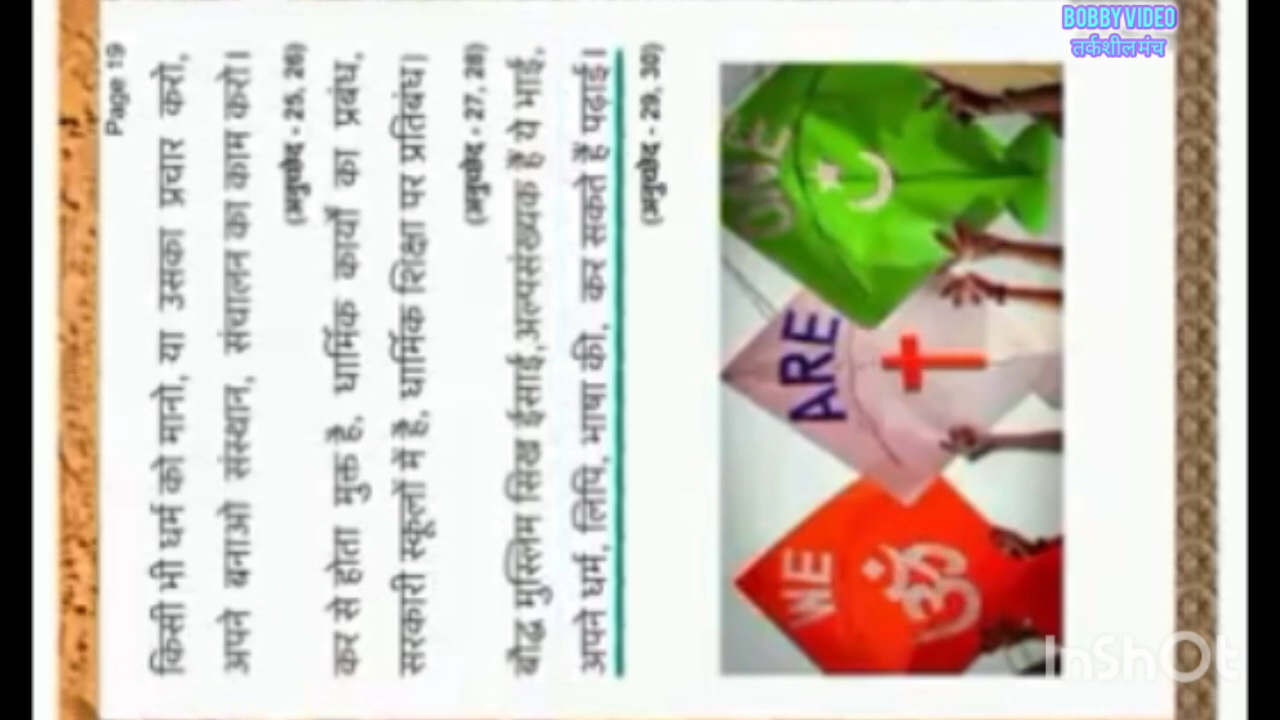 BOBBY VIDEO
तर्कशील मंच
Page 19
किसी भी धर्म को मानो, या उसका प्रचार करो,
अपने बनाओ संस्थान, संचालन का काम करो।
(अनुछेद - 25, 26)
कर से होता मुक्त है, धार्मिक कार्यों का प्रबंध,
सरकारी स्कूलों में है, धार्मिक शिक्षा पर प्रतिबंध।
(अनुछेद - 27, 28)
बौद्ध मुस्लिम सिख ईसाई,अल्पसंख्यक हैं ये भाई,
अपने धर्म, लिपि, भाषा की, कर सकते हैं पढ़ाई।
(अनुछेद - 29, 30)
WE ARE ONE
InShOt